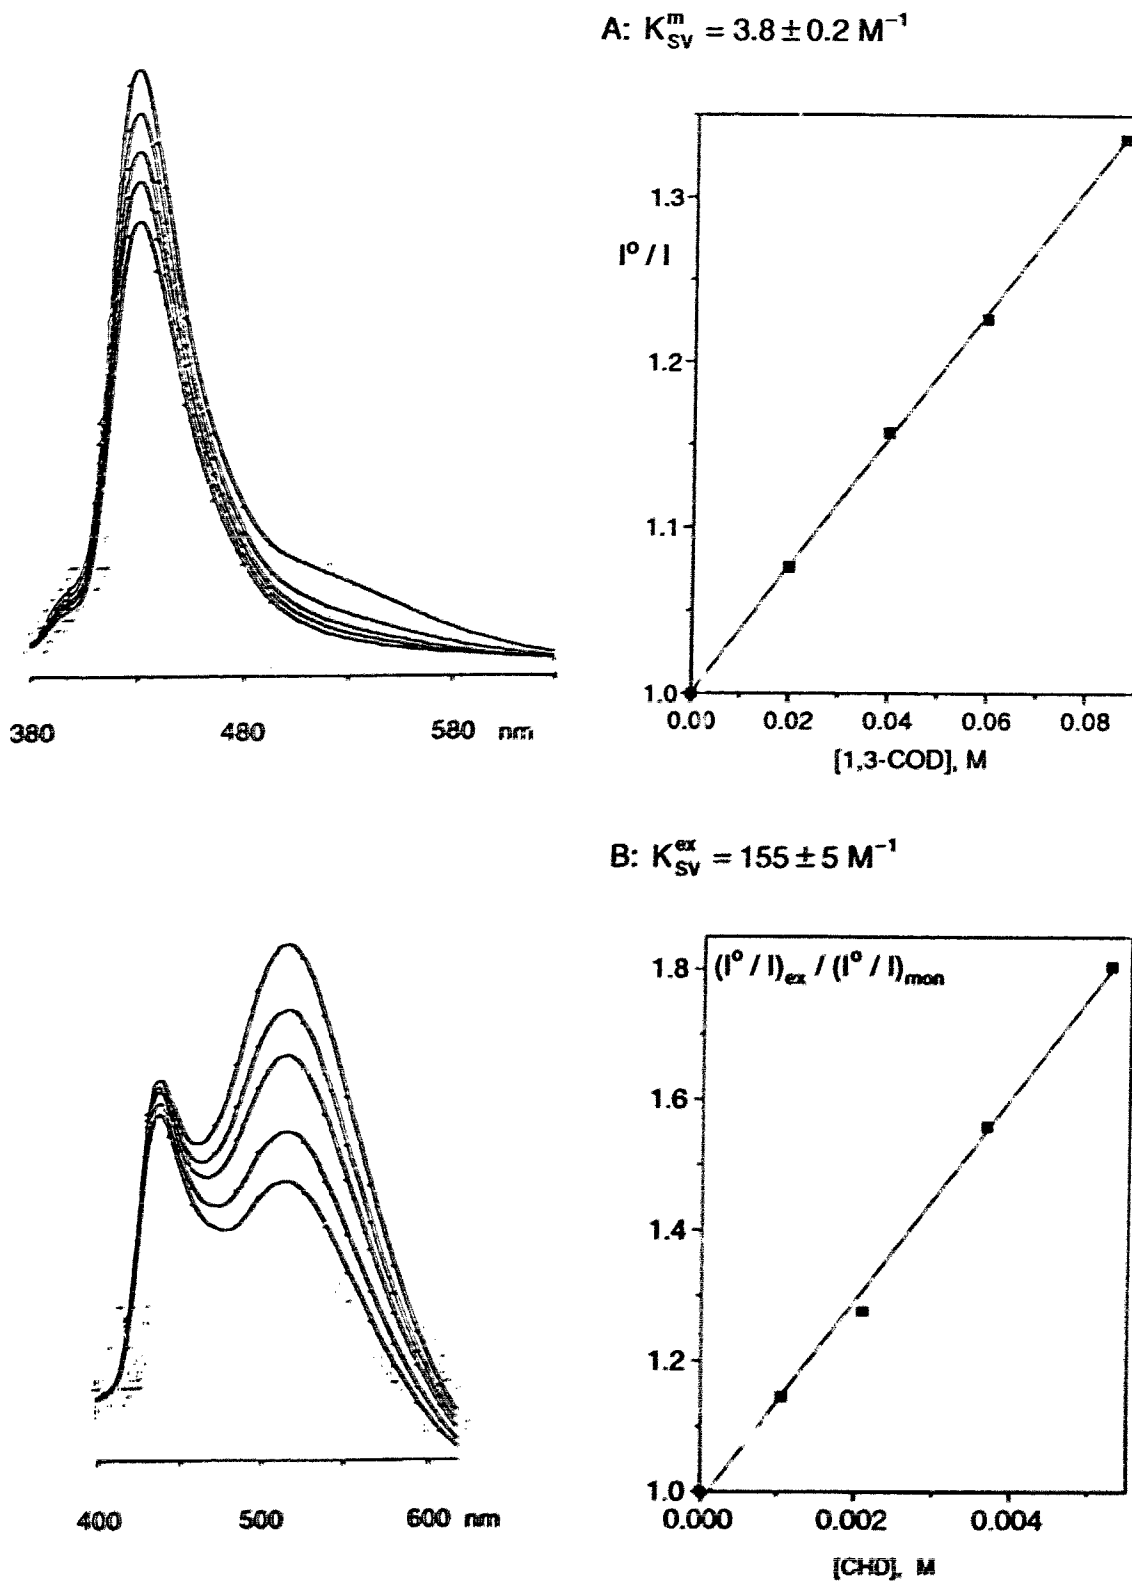 A: K_SV^m = 3.8 ± 0.2 M⁻¹
1.3
I° / I
1.2
1.1
1.0
0.00 0.02 0.04 0.06 0.08
[1,3-COD], M
380 480 580 nm
B: K_SV^ex = 155 ± 5 M⁻¹
(I° / I)ex / (I° / I)mon
1.8
1.6
1.4
1.2
1.0
0.000 0.002 0.004
[CHD], M
400 500 600 nm